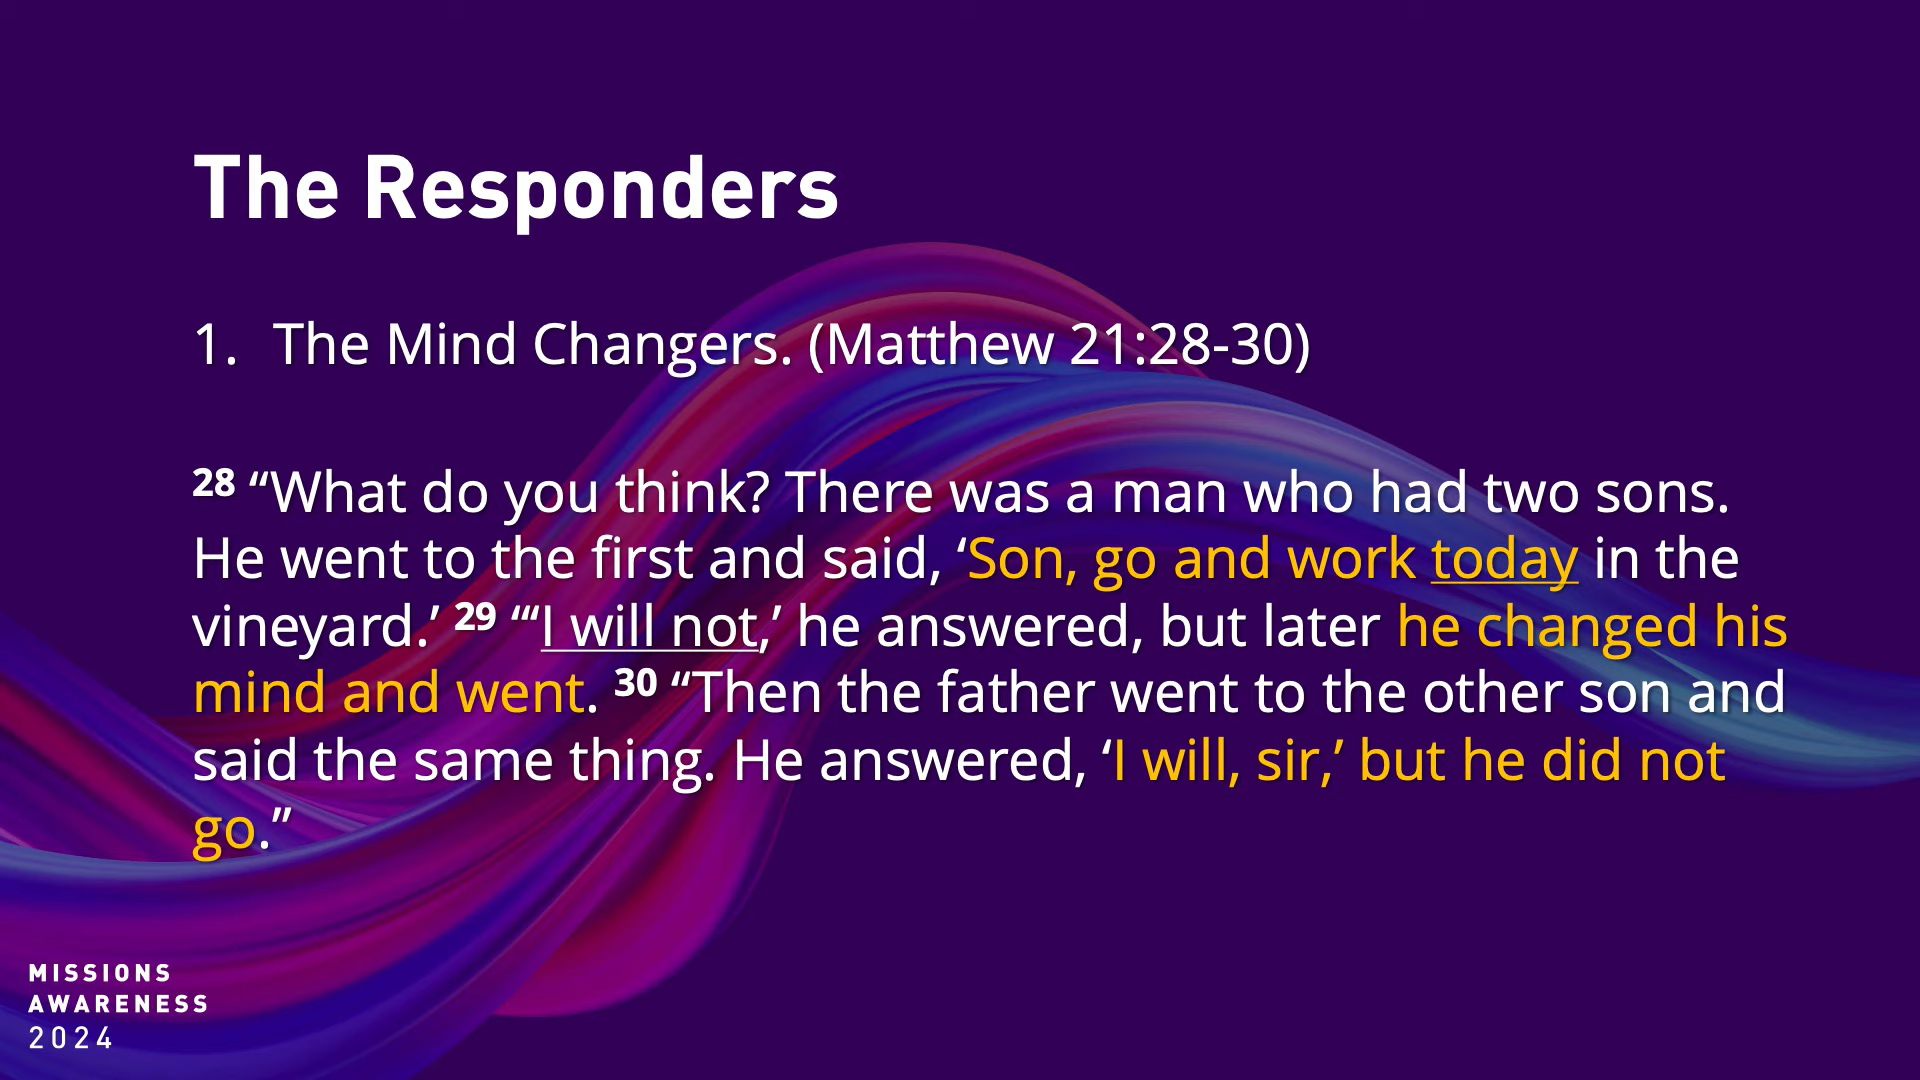 The Responders
1. The Mind Changers. (Matthew 21:28-30)
28 “What do you think? There was a man who had two sons.
He went to the first and said, ‘Son, go and work today in the
vineyard.’ 29 “‘I will not,’ he answered, but later he changed his
mind and went. 30 “Then the father went to the other son and
said the same thing. He answered, ‘I will, sir,’ but he did not
go.”
MISSIONS
AWARENESS
2024